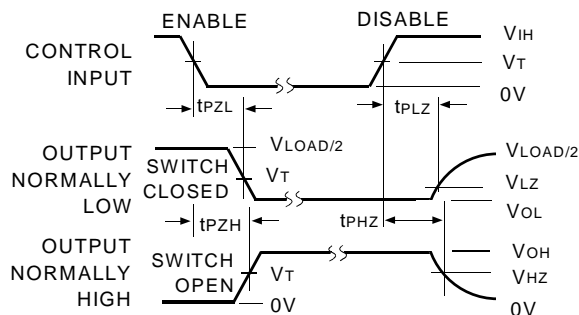 ENABLE
DISABLE
CONTROL
INPUT
VIH
VT
0V
tPZL
tPLZ
OUTPUT
NORMALLY
LOW
SWITCH
CLOSED
VLOAD/2
VT
VLOAD/2
VLZ
VOL
tPZH
tPHZ
OUTPUT
NORMALLY
HIGH
SWITCH
OPEN
VT
0V
VOH
VHZ
0V